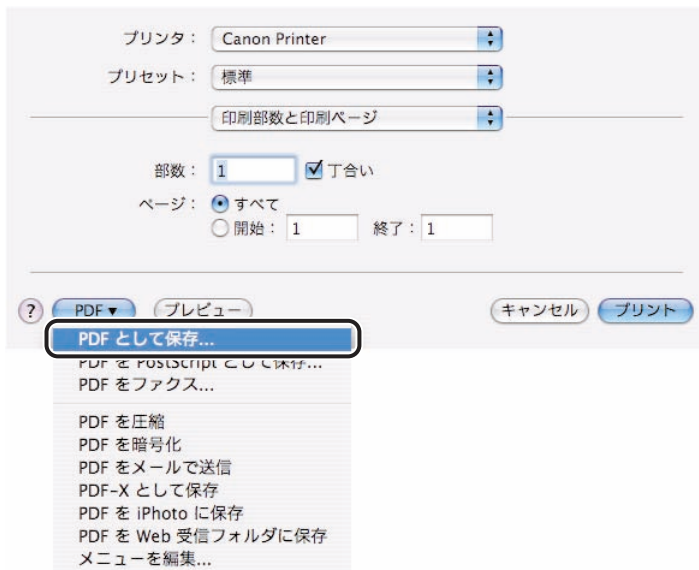 プリンタ： Canon Printer
プリセット： 標準
印刷部数と印刷ページ
部数： 1 丁合い
ページ： すべて
開始： 1 終了： 1
? PDF▼ プレビュー キャンセル プリント
PDF として保存...
PDF を PostScript として保存...
PDF をファクス...
PDF を圧縮
PDF を暗号化
PDF をメールで送信
PDF-X として保存
PDF を iPhoto に保存
PDF を Web 受信フォルダに保存
メニューを編集...